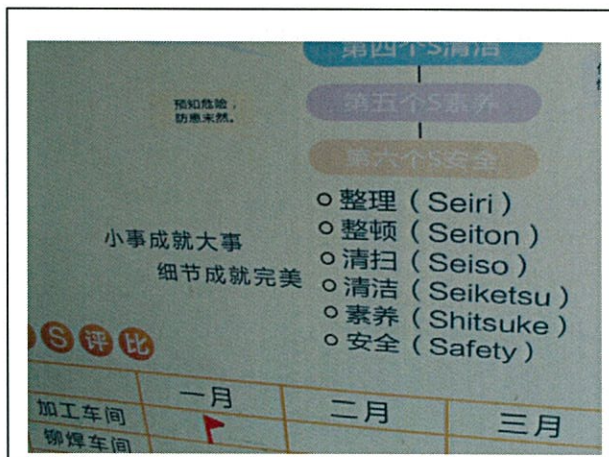 第四个S清洁
第五个S素养
第六个S安全
预知危险，
防患未然。
整理（Seiri）
整顿（Seiton）
清扫（Seiso）
清洁（Seiketsu）
素养（Shitsuke）
安全（Safety）
小事成就大事
细节成就完美
S评比
一月 二月 三月
加工车间
铆焊车间